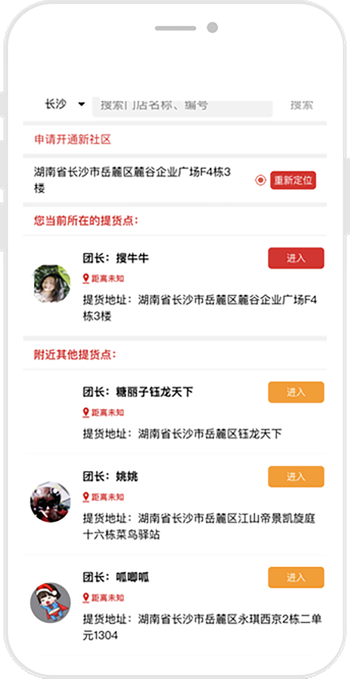 长沙
搜索门店名称、编号
搜索
申请开通新社区
湖南省长沙市岳麓区麓谷企业广场F4栋3
楼
重新定位
您当前所在的提货点：
团长：搜牛牛
进入
距离未知
提货地址：湖南省长沙市岳麓区麓谷企业广场F4
栋3楼
附近其他提货点：
团长：糖丽子钰龙天下
进入
距离未知
提货地址：湖南省长沙市岳麓区钰龙天下
团长：姚姚
进入
距离未知
提货地址：湖南省长沙市岳麓区江山帝景凯旋庭
十六栋菜鸟驿站
团长：呱唧呱
进入
距离未知
提货地址：湖南省长沙市岳麓区永琪西京2栋二单
元1304